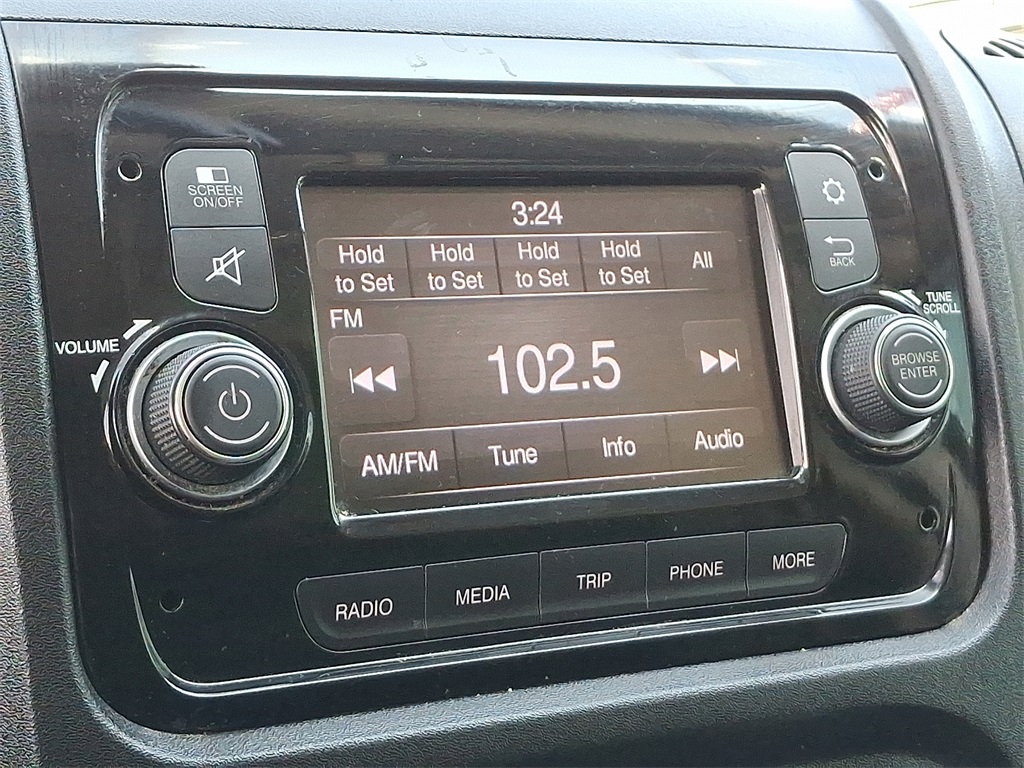 SCREEN
ON/OFF
3:24
Hold to Set
Hold to Set
Hold to Set
Hold to Set
All
FM
102.5
AM/FM
Tune
Info
Audio
VOLUME
BACK
TUNE
SCROLL
BROWSE
ENTER
RADIO
MEDIA
TRIP
PHONE
MORE